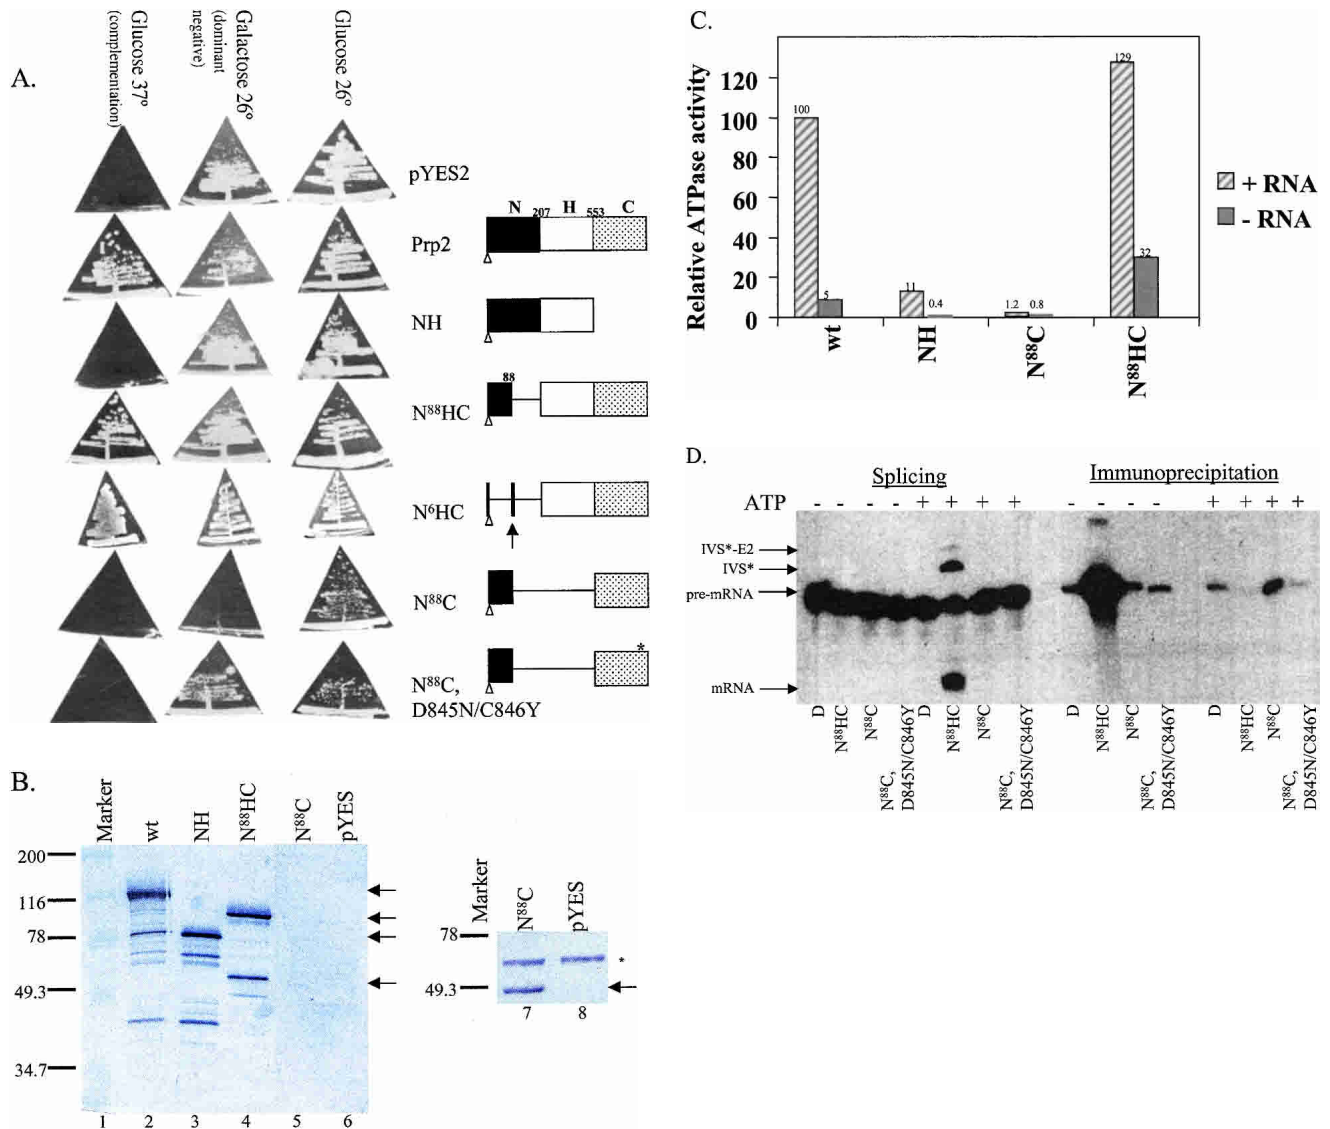 A.
Glucose 37°
(complementation)
Galactose 26°
(dominant
negative)
Glucose 26°
pYES2
N 207 H 553 C
Prp2
NH
88
N⁸⁸HC
N⁶HC
N⁸⁸C
*
N⁸⁸C,
D845N/C846Y
B.
Marker
wt
NH
N⁸⁸HC
N⁸⁸C
pYES
200
116
78
49.3
34.7
1 2 3 4 5 6
Marker
N⁸⁸C
pYES
78
*
49.3
7 8
C.
Relative ATPase activity
120
100
80
60
40
20
0
100
5
11
0.4
1.2
0.8
129
32
wt
NH
N⁸⁸C
N⁸⁸HC
+ RNA
- RNA
D.
Splicing Immunoprecipitation
ATP - - - - + + + + - - - - + + + +
IVS*-E2
IVS*
pre-mRNA
mRNA
D
N⁸⁸HC
N⁸⁸C
N⁸⁸C,
D845N/C846Y
D
N⁸⁸HC
N⁸⁸C
N⁸⁸C,
D845N/C846Y
D
N⁸⁸HC
N⁸⁸C
N⁸⁸C,
D845N/C846Y
D
N⁸⁸HC
N⁸⁸C
N⁸⁸C,
D845N/C846Y